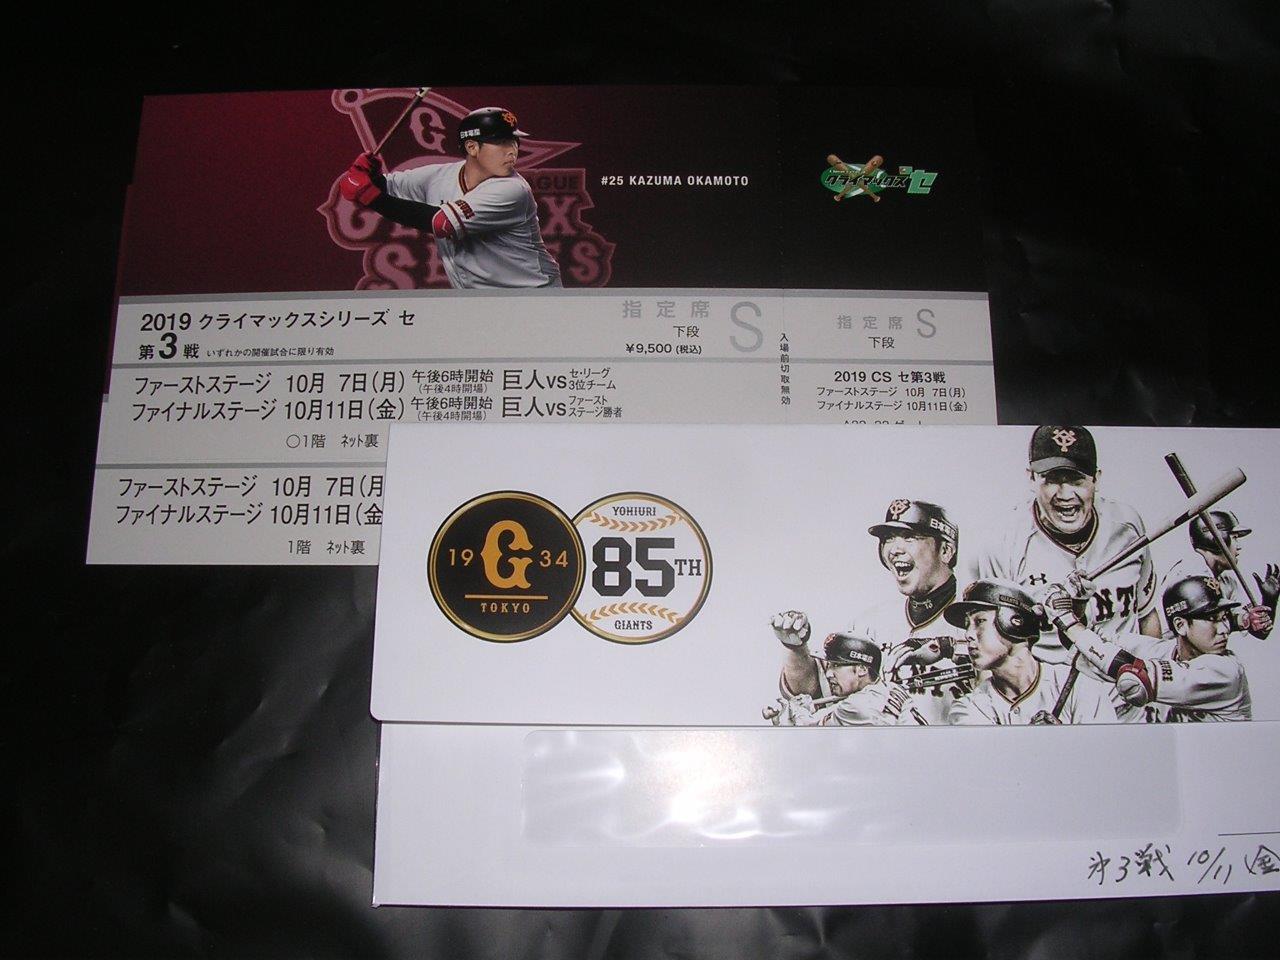 #25 KAZUMA OKAMOTO
クライマックス セ
2019 クライマックスシリーズ セ
第3戦 いずれかの開催試合に限り有効
指定席 S
下段
¥9,500 (税込)
ファーストステージ 10月 7日(月) 午後6時開始 (午後4時開場) 巨人VS セ・リーグ3位チーム
ファイナルステージ 10月11日(金) 午後6時開始 (午後4時開場) 巨人VS ファーストステージ勝者
○1階 ネット裏
入場前切取無効
指定席 S
下段
2019 CS セ第3戦
ファーストステージ 10月 7日(月)
ファイナルステージ 10月11日(金)
ファーストステージ 10月 7日(月
ファイナルステージ 10月11日(金
1階 ネット裏
19 G 34
TOKYO
YOHIURI
85TH
GIANTS
第3戦 10/11 (金